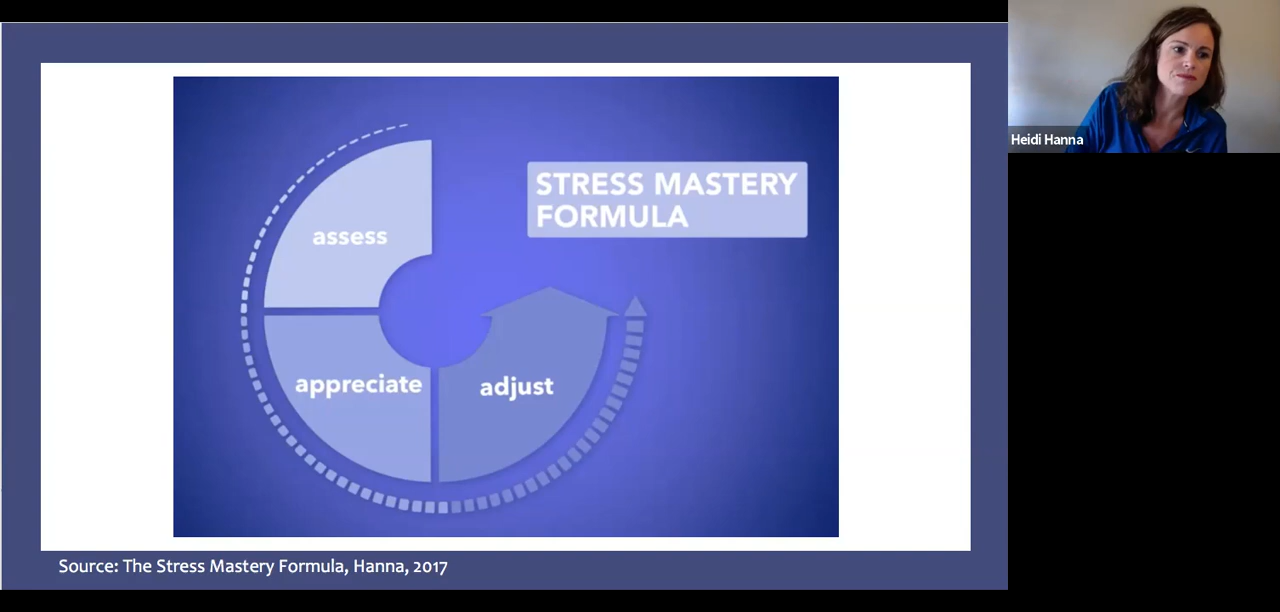 STRESS MASTERY
FORMULA
assess
appreciate
adjust
Source: The Stress Mastery Formula, Hanna, 2017
Heidi Hanna